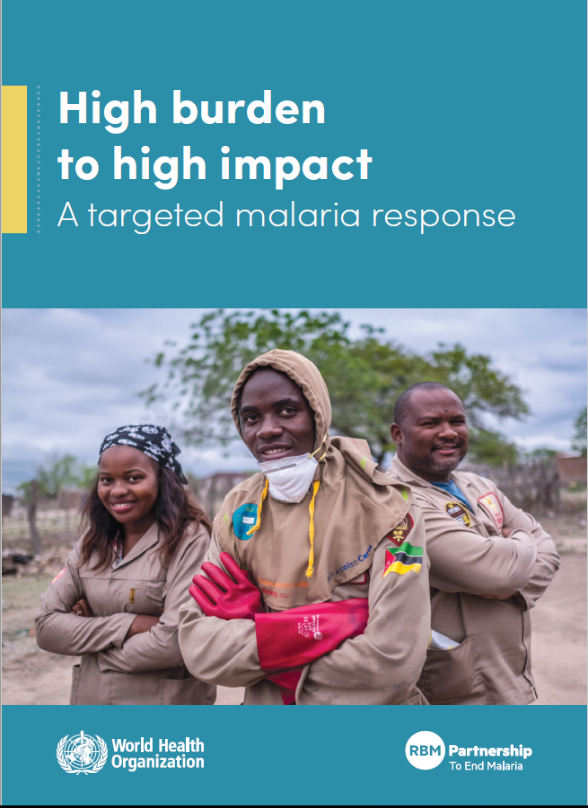 High burden
to high impact
A targeted malaria response
World Health
Organization
RBM Partnership
To End Malaria